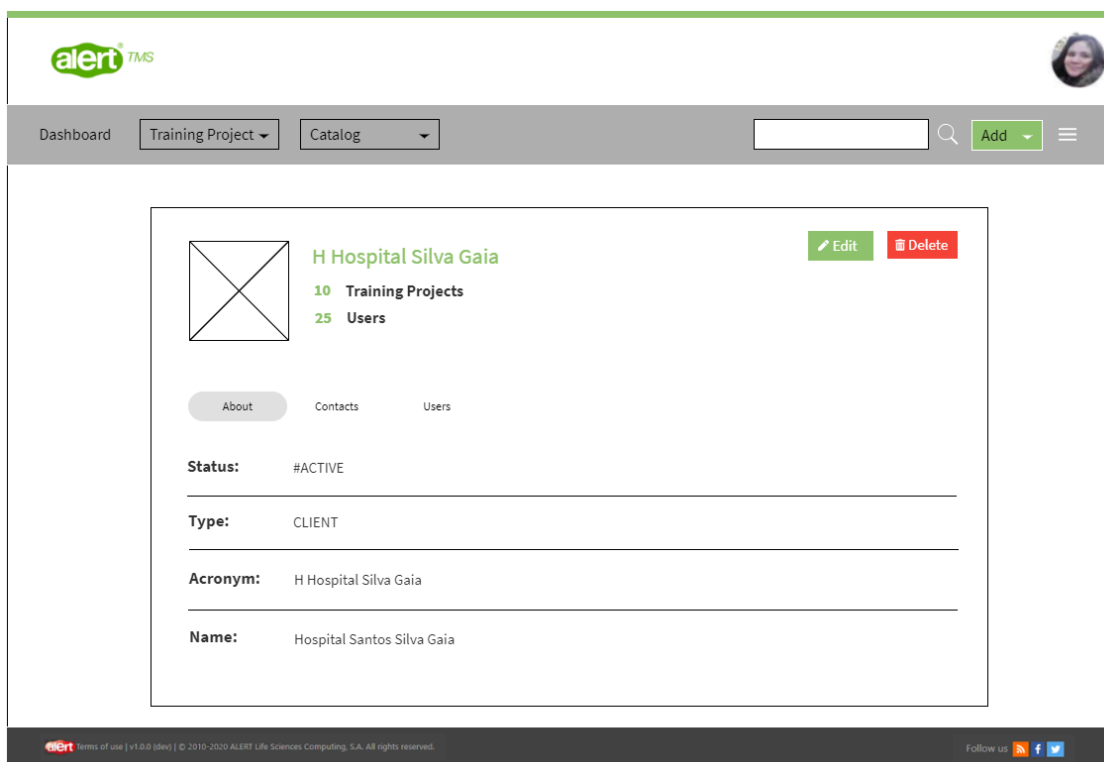 alert® TMS
Dashboard
Training Project
Catalog
Add
H Hospital Silva Gaia
Edit
Delete
10 Training Projects
25 Users
About
Contacts
Users
Status: #ACTIVE
Type: CLIENT
Acronym: H Hospital Silva Gaia
Name: Hospital Santos Silva Gaia
alert Terms of use | v1.0.0 (dev) | © 2010-2020 ALERT Life Sciences Computing, S.A. All rights reserved.
Follow us